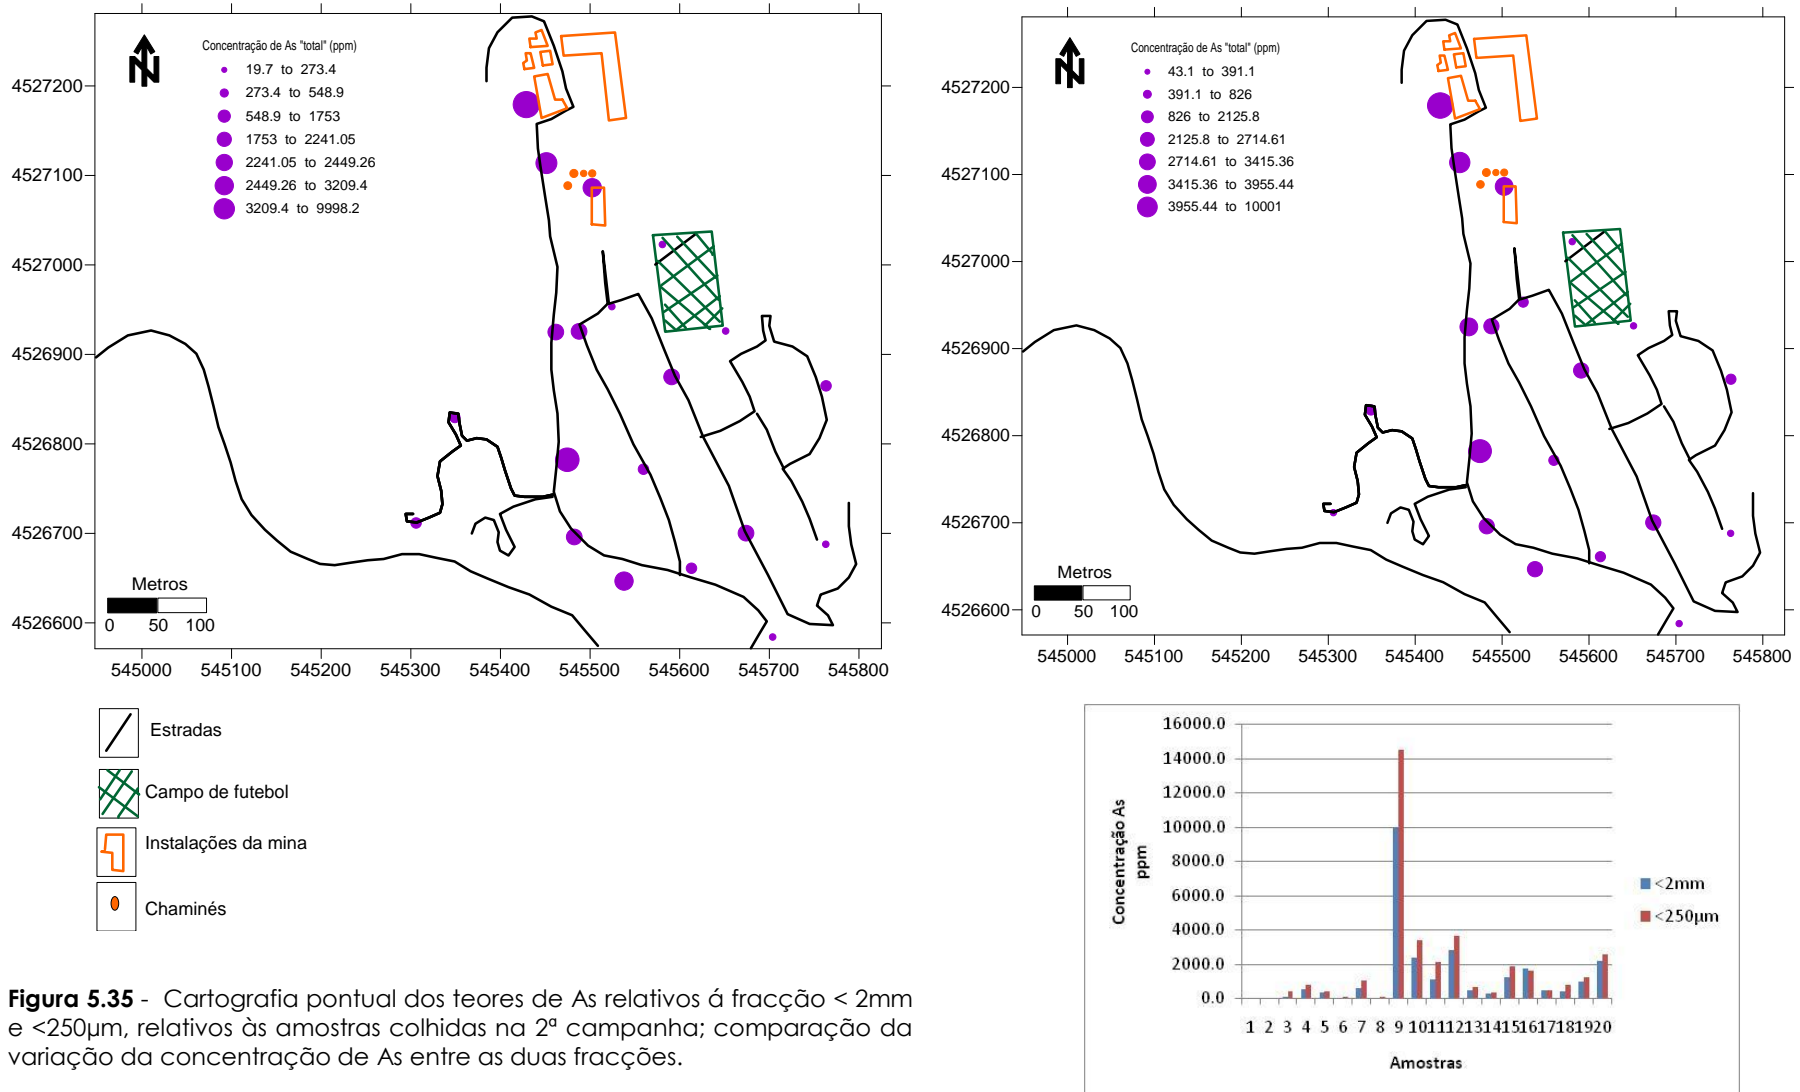 Concentração de As "total" (ppm)
19.7 to 273.4
273.4 to 548.9
548.9 to 1753
1753 to 2241.05
2241.05 to 2449.26
2449.26 to 3209.4
3209.4 to 9998.2
N
4527200
4527100
4527000
4526900
4526800
4526700
4526600
Metros
0 50 100
545000 545100 545200 545300 545400 545500 545600 545700 545800
Concentração de As "total" (ppm)
43.1 to 391.1
391.1 to 826
826 to 2125.8
2125.8 to 2714.61
2714.61 to 3415.36
3415.36 to 3955.44
3955.44 to 10001
N
4527200
4527100
4527000
4526900
4526800
4526700
4526600
Metros
0 50 100
545000 545100 545200 545300 545400 545500 545600 545700 545800
Estradas
Campo de futebol
Instalações da mina
Chaminés
16000.0
14000.0
12000.0
10000.0
8000.0
6000.0
4000.0
2000.0
0.0
Concentração As
ppm
<2mm
<250µm
1 2 3 4 5 6 7 8 9 10 11 12 13 14 15 16 17 18 19 20
Amostras
Figura 5.35 - Cartografia pontual dos teores de As relativos á fracção < 2mm
e <250µm, relativos às amostras colhidas na 2ª campanha; comparação da
variação da concentração de As entre as duas fracções.